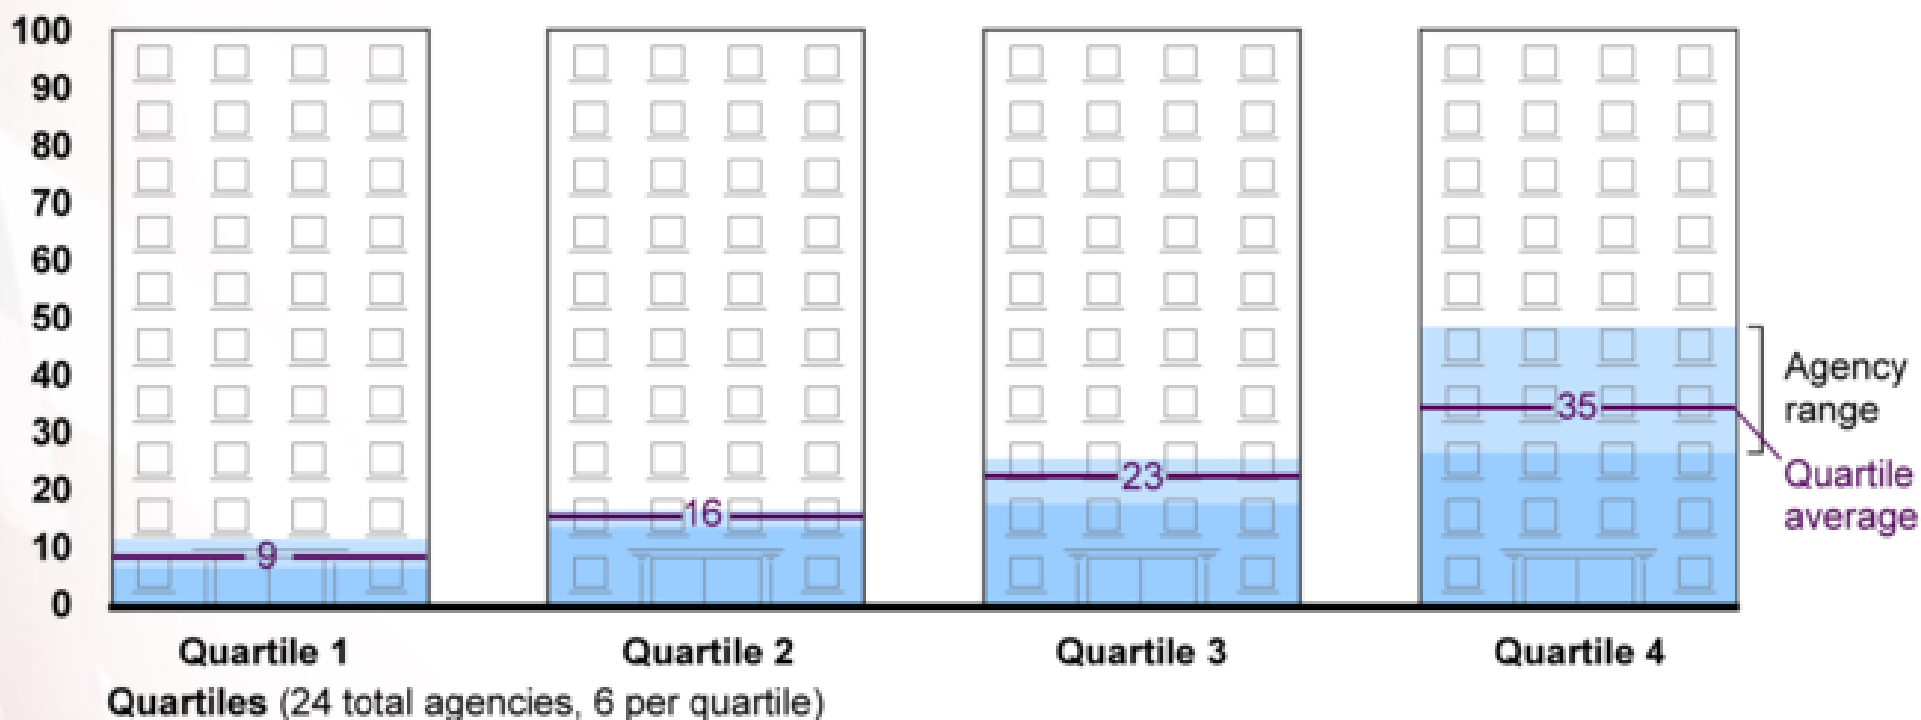 100
90
80
70
60
50
40
30
20
10
0
9
16
23
35
Agency
range
Quartile
average
Quartile 1
Quartile 2
Quartile 3
Quartile 4
Quartiles (24 total agencies, 6 per quartile)